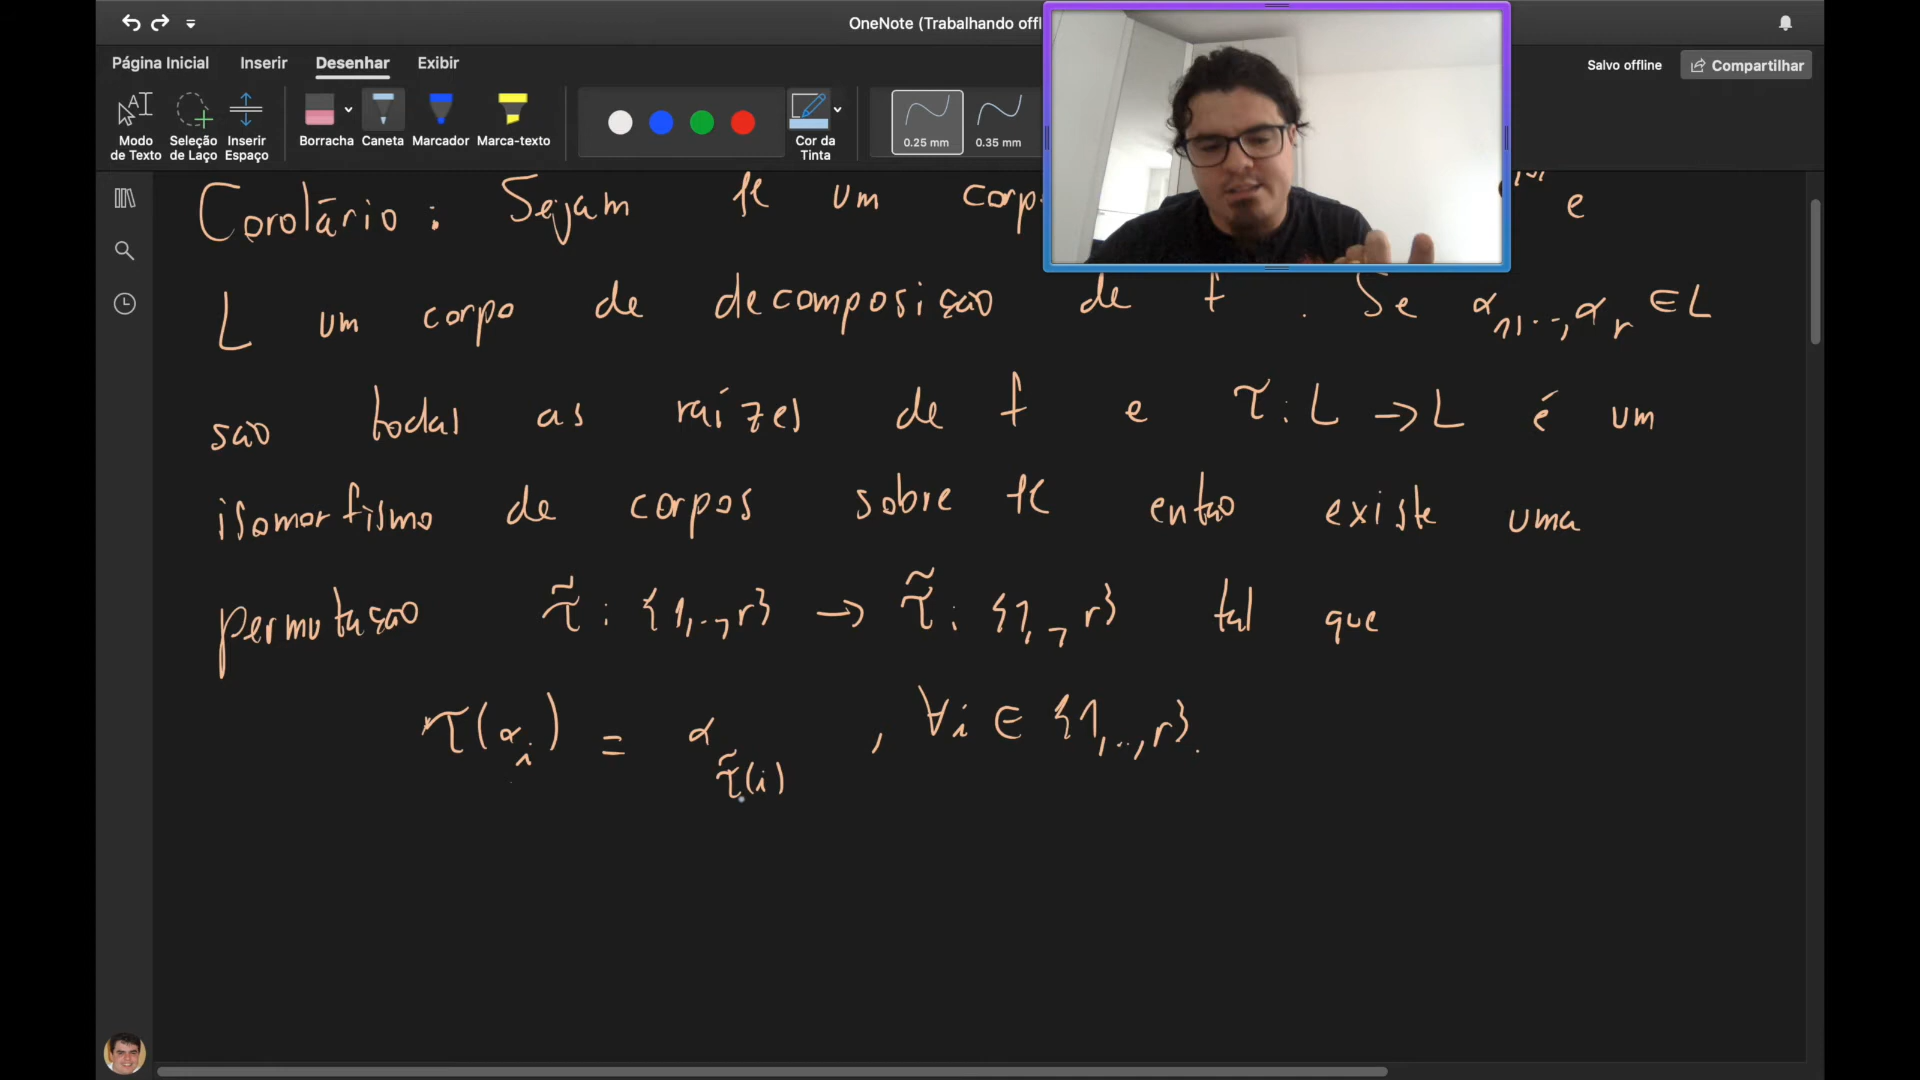 OneNote (Trabalhando offl
Página Inicial Inserir Desenhar Exibir
Salvo offline Compartilhar
Modo de Texto Seleção de Laço Inserir Espaço Borracha Caneta Marcador Marca-texto Cor da Tinta 0.25 mm 0.35 mm
Corolário: Sejam K um corp e
L um corpo de decomposição de f. Se α₁,..., αᵣ ∈ L
são todas as raízes de f e τ: L → L é um
isomorfismo de corpos sobre K então existe uma
permutação τ̃: {1,..,r} → τ̃: {1,,r} tal que
τ(αᵢ) = α_τ̃(i) , ∀i ∈ {1,..,r}.